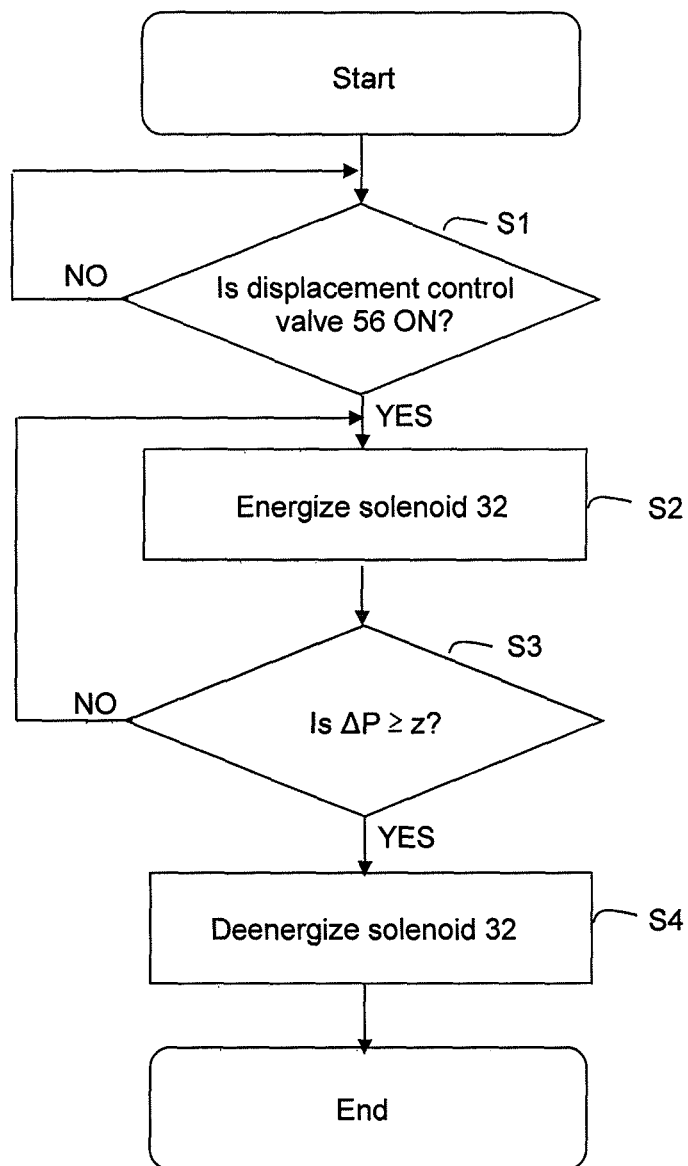 Start
S1
NO
Is displacement control
valve 56 ON?
YES
Energize solenoid 32
S2
S3
NO
Is ΔP ≧ z?
YES
Deenergize solenoid 32
S4
End